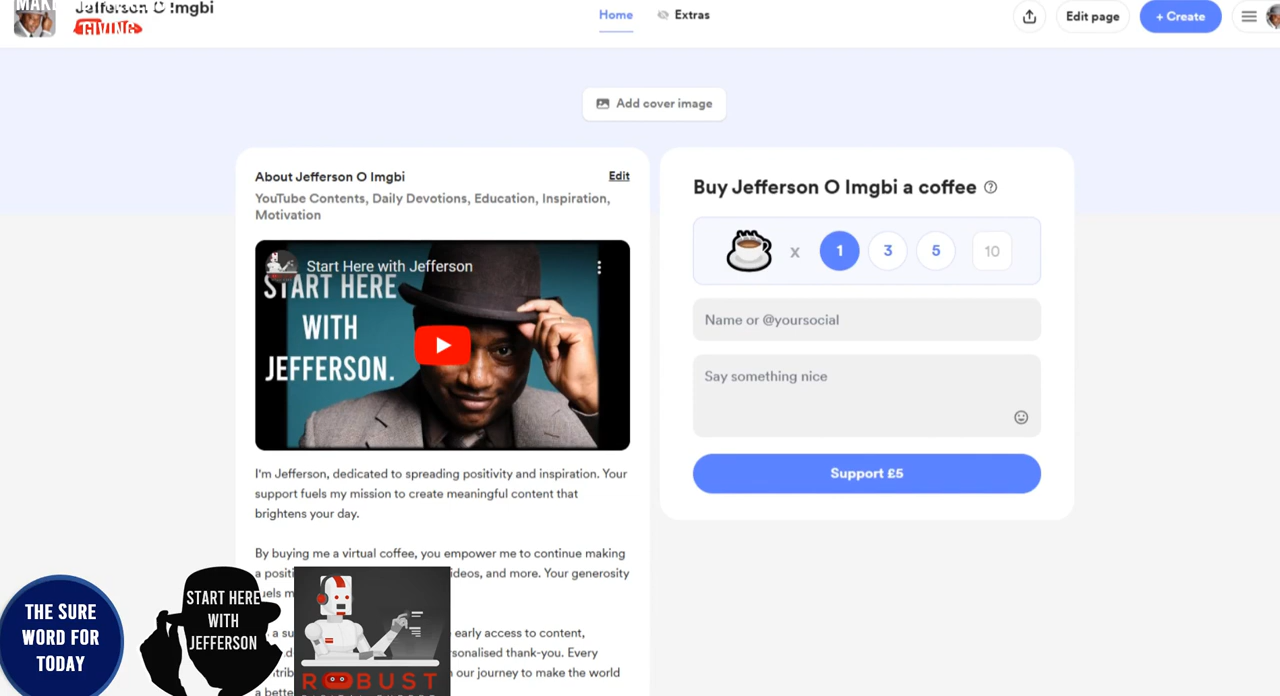 MAKE
Jefferson O Imgbi
GIVING
Home
Extras
Edit page
+ Create
Add cover image
About Jefferson O Imgbi
Edit
YouTube Contents, Daily Devotions, Education, Inspiration,
Motivation
Start Here with Jefferson
START HERE
WITH
JEFFERSON.
I'm Jefferson, dedicated to spreading positivity and inspiration. Your
support fuels my mission to create meaningful content that
brightens your day.
By buying me a virtual coffee, you empower me to continue making
a
and more. Your generosity
early access to content,
thank-you. Every
our journey to make the world
a
Buy Jefferson O Imgbi a coffee
x 1 3 5 10
Name or @yoursocial
Say something nice
Support £5
THE SURE
WORD FOR
TODAY
START HERE
WITH
JEFFERSON
ROBUST